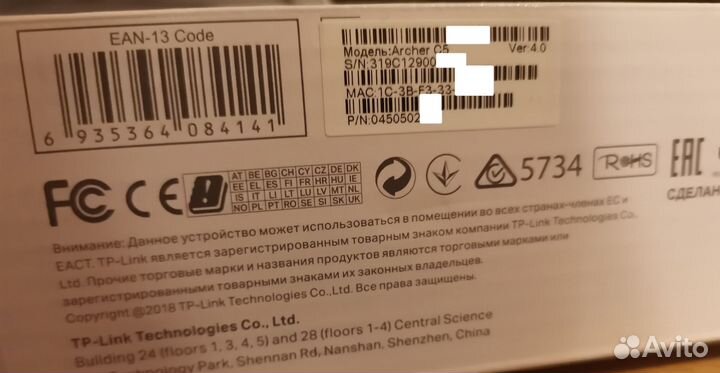 EAN-13 Code
6 935364 084141
Модель:Archer C5 Ver:4.0
S/N:319C12900
MAC:1C-3B-F3-33-
P/N:0450502
FC CE
AT BE BG CH CY CZ DE DK
EE EL ES FI FR HR HU IE
IS IT LI LT LU LV MT NL
NO PL PT RO SE SI SK UK
5734 RoHS EAC
СДЕЛАН
Внимание: Данное устройство может использоваться в помещении во всех странах-членах ЕС и
ЕАСТ. TP-Link является зарегистрированным товарным знаком компании TP-Link Technologies Co.,
Ltd. Прочие торговые марки и названия продуктов являются торговыми марками или
зарегистрированными товарными знаками их законных владельцев.
Copyright @2018 TP-Link Technologies Co.,Ltd. Все права защищены.
TP-Link Technologies Co., Ltd.
Building 24 (floors 1, 3, 4, 5) and 28 (floors 1-4) Central Science
Technology Park, Shennan Rd, Nanshan, Shenzhen, China
Avito